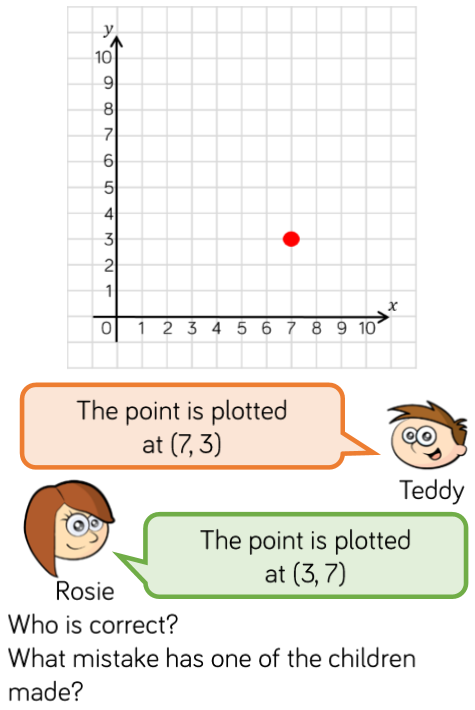 y
10
9
8
7
6
5
4
3
2
1
x
0 1 2 3 4 5 6 7 8 9 10
The point is plotted
at (7, 3)
Teddy
The point is plotted
at (3, 7)
Rosie
Who is correct?
What mistake has one of the children
made?